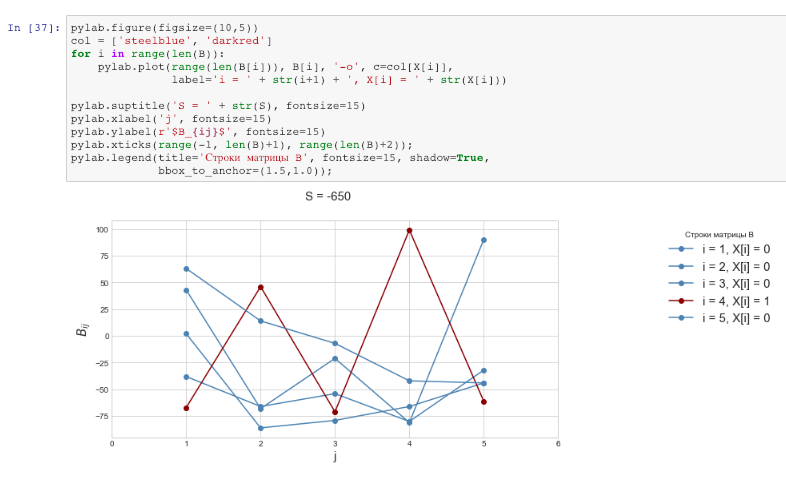 In [37]: pylab.figure(figsize=(10,5))
col = ['steelblue', 'darkred']
for i in range(len(B)):
    pylab.plot(range(len(B[i])), B[i], '-o', c=col[X[i]],
               label='i = ' + str(i+1) + ', X[i] = ' + str(X[i]))
pylab.suptitle('S = ' + str(S), fontsize=15)
pylab.xlabel('j', fontsize=15)
pylab.ylabel(r'$B_{ij}$', fontsize=15)
pylab.xticks(range(-1, len(B)+1), range(len(B)+2));
pylab.legend(title='Строки матрицы B', fontsize=15, shadow=True,
             bbox_to_anchor=(1.5,1.0));
S = -650
100
75
50
25
0
−25
−50
−75
B_ij
0 1 2 3 4 5 6
j
Строки матрицы B
i = 1, X[i] = 0
i = 2, X[i] = 0
i = 3, X[i] = 0
i = 4, X[i] = 1
i = 5, X[i] = 0